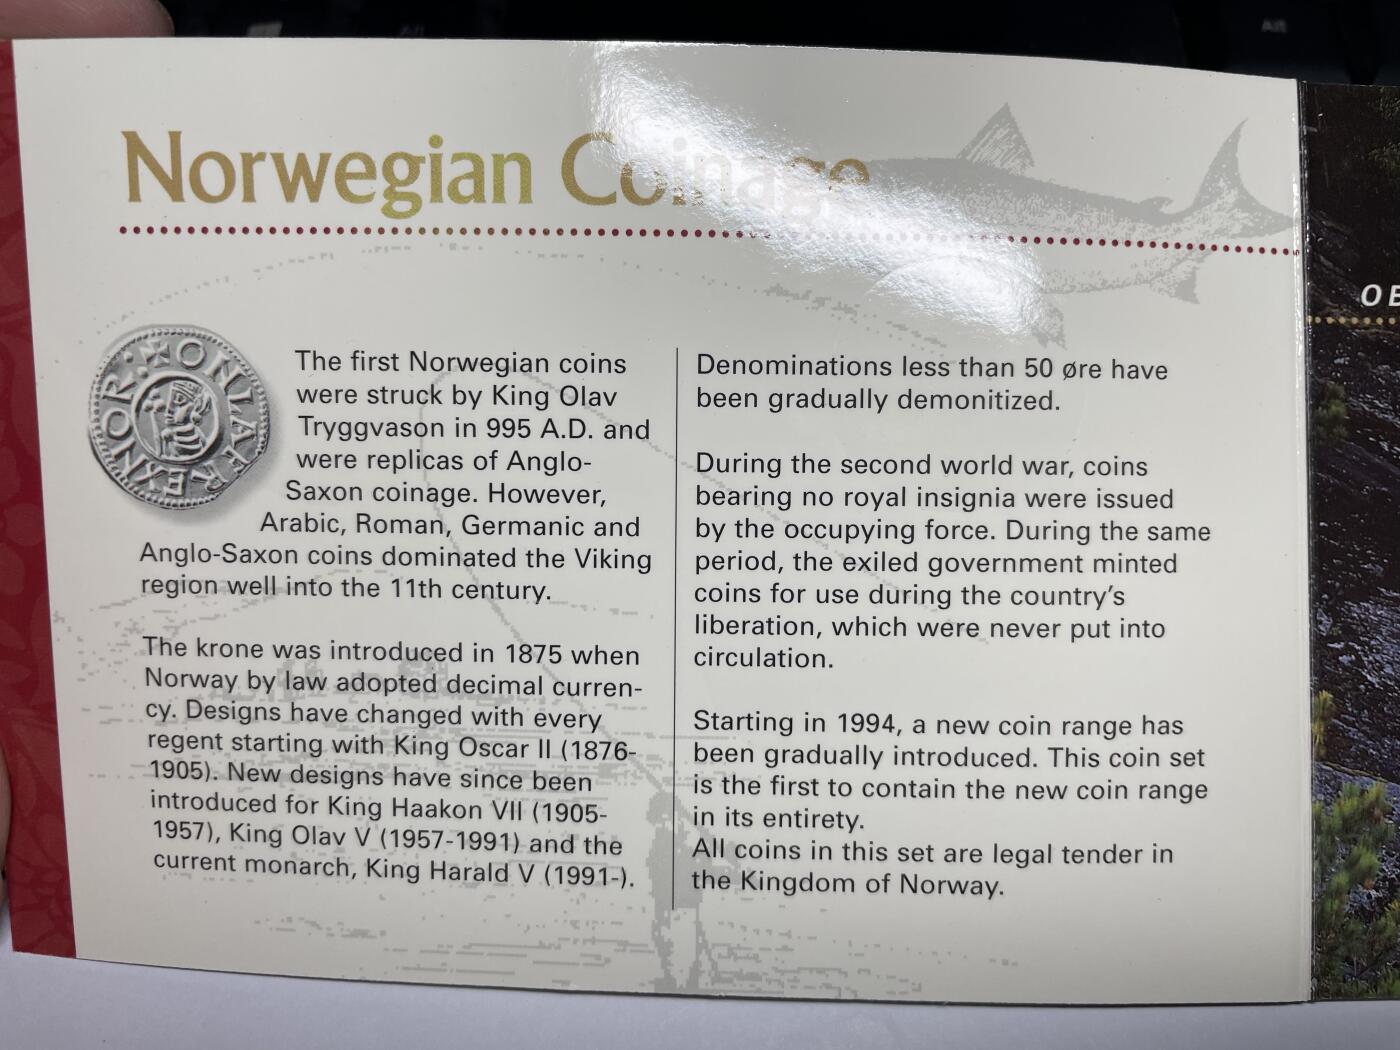 Norwegian Coinage
The first Norwegian coins
were struck by King Olav
Tryggvason in 995 A.D. and
were replicas of Anglo-
Saxon coinage. However,
Arabic, Roman, Germanic and
Anglo-Saxon coins dominated the Viking
region well into the 11th century.
The krone was introduced in 1875 when
Norway by law adopted decimal curren-
cy. Designs have changed with every
regent starting with King Oscar II (1876-
1905). New designs have since been
introduced for King Haakon VII (1905-
1957), King Olav V (1957-1991) and the
current monarch, King Harald V (1991-).
Denominations less than 50 øre have
been gradually demonitized.
During the second world war, coins
bearing no royal insignia were issued
by the occupying force. During the same
period, the exiled government minted
coins for use during the country's
liberation, which were never put into
circulation.
Starting in 1994, a new coin range has
been gradually introduced. This coin set
is the first to contain the new coin range
in its entirety.
All coins in this set are legal tender in
the Kingdom of Norway.
OB
Alt